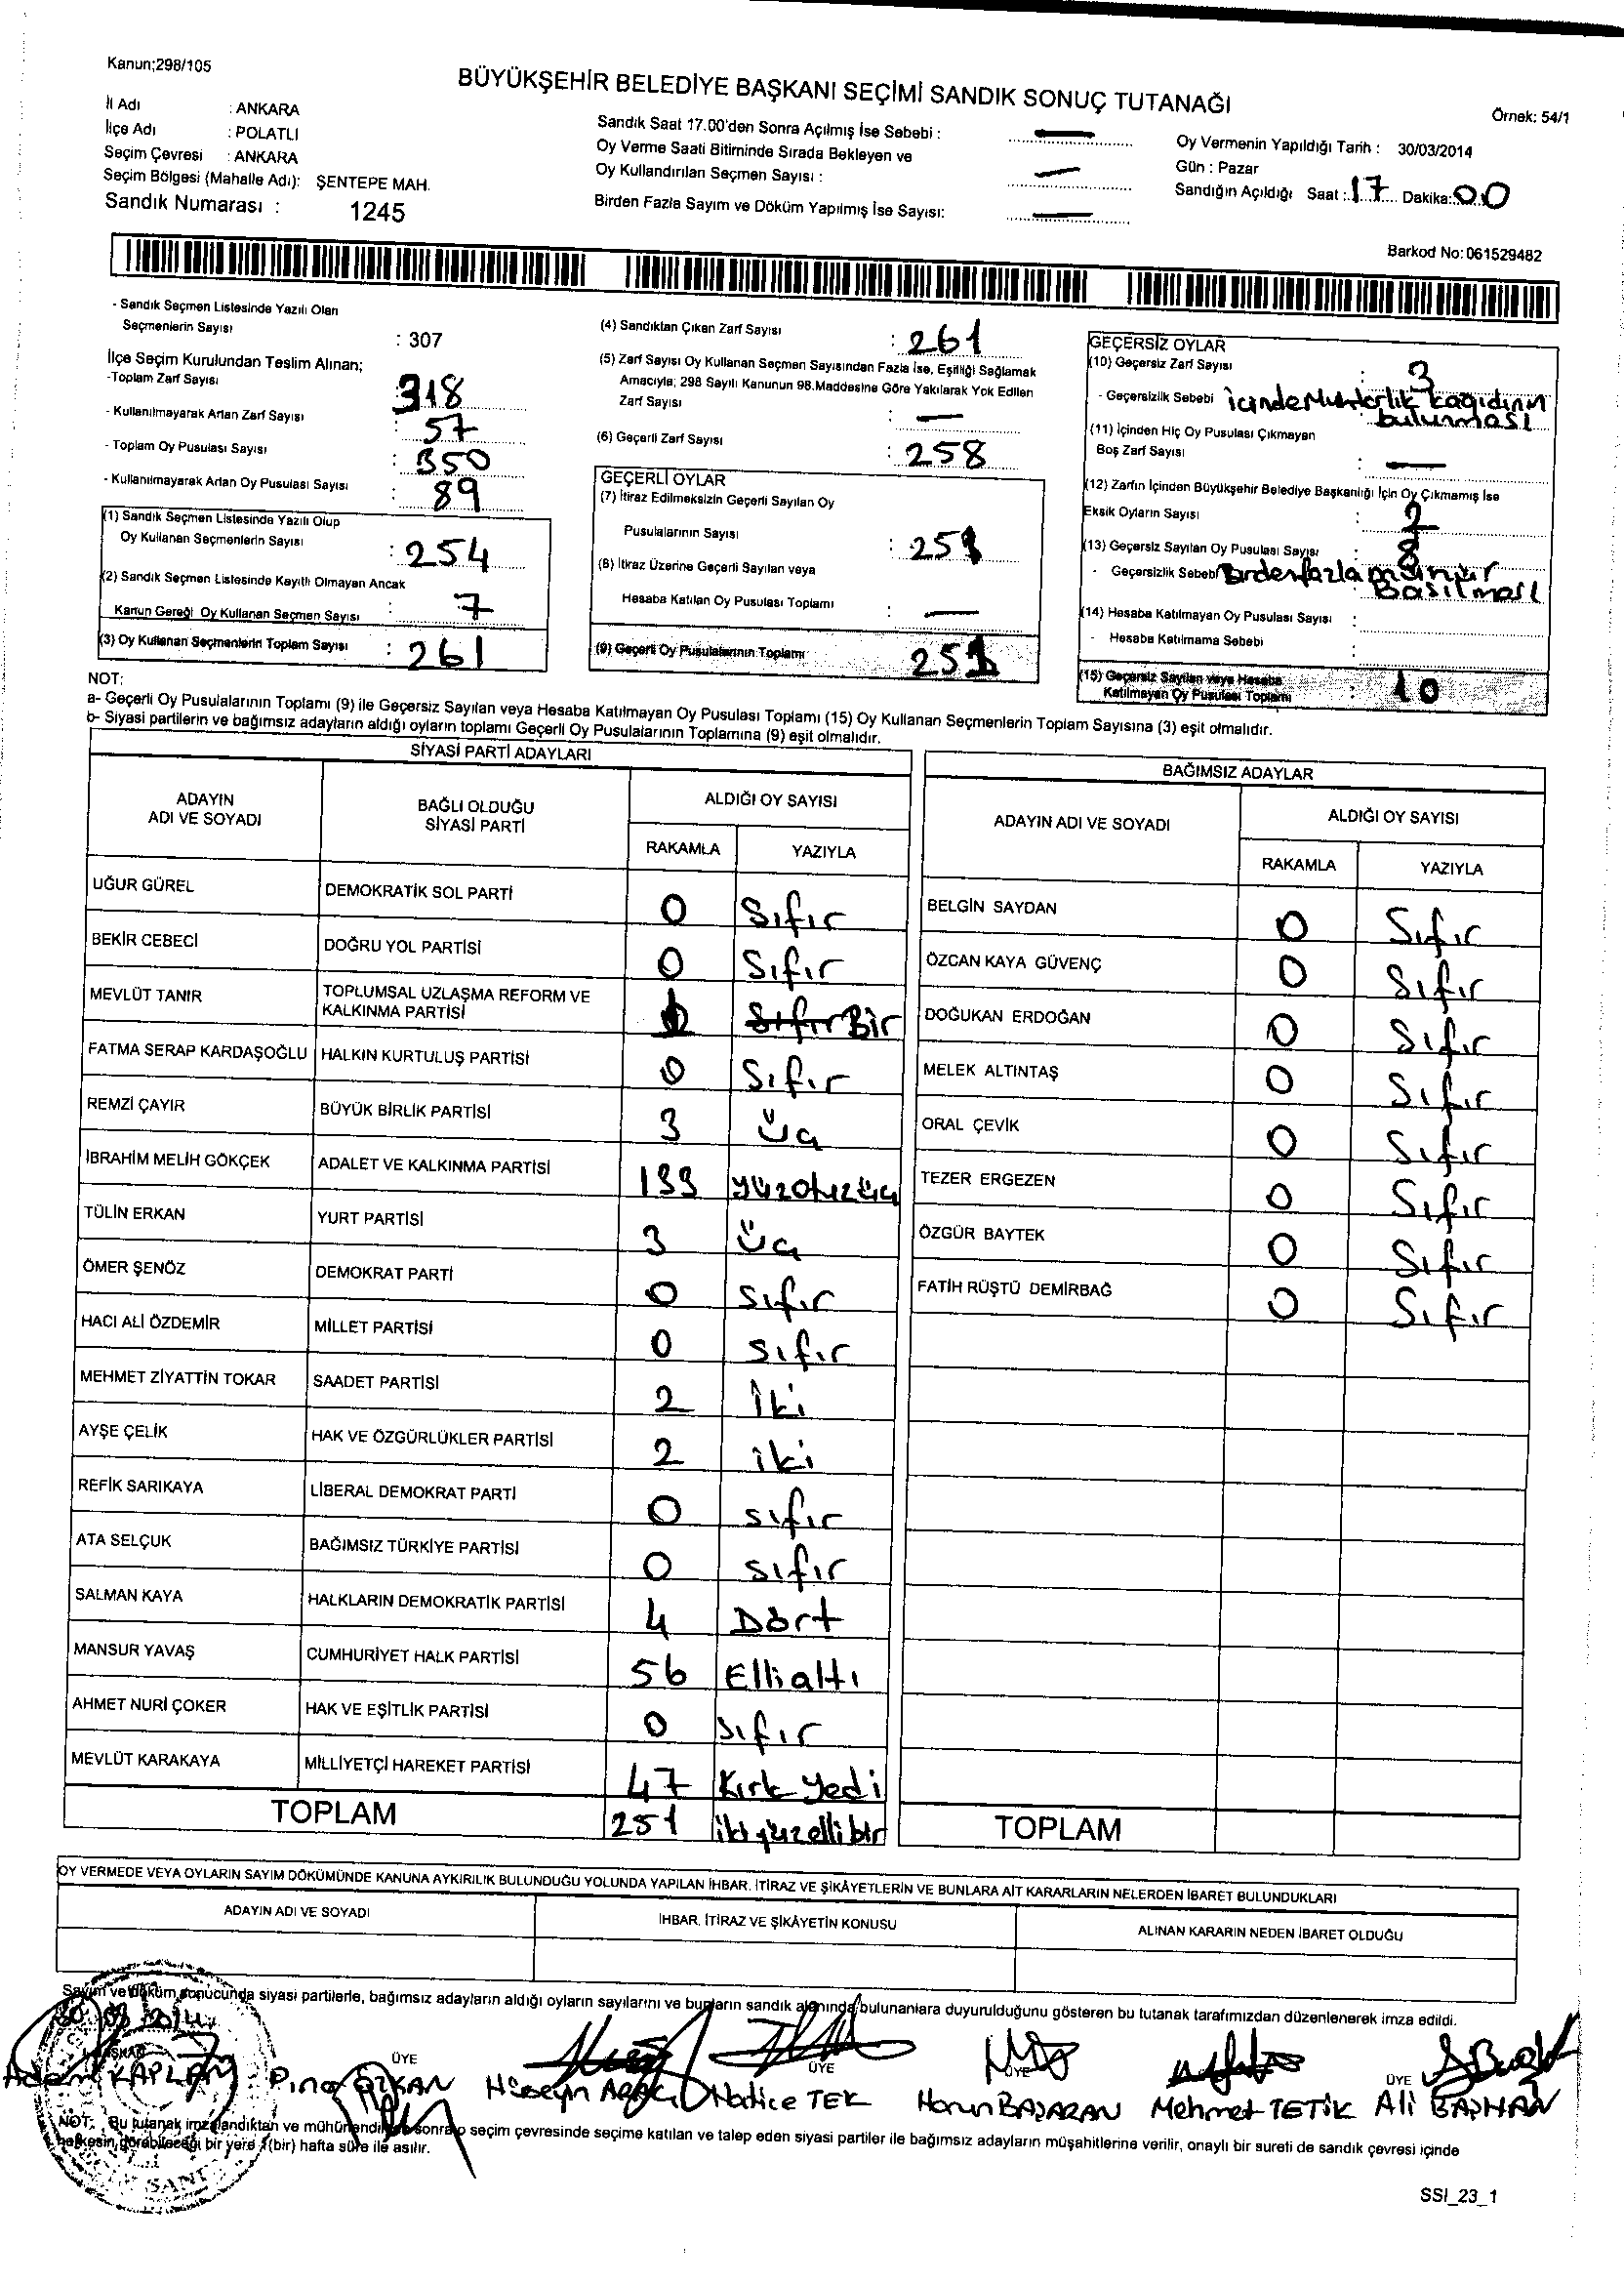 Kanun;298/105
BÜYÜKŞEHİR BELEDİYE BAŞKANI SEÇİMİ SANDIK SONUÇ TUTANAĞI
Örnek: 54/1
İl Adı : ANKARA
İlçe Adı : POLATLI
Seçim Çevresi : ANKARA
Seçim Bölgesi (Mahalle Adı): ŞENTEPE MAH.
Sandık Numarası : 1245
Sandık Saat 17.00'den Sonra Açılmış İse Sebebi :
Oy Verme Saati Bitiminde Sırada Bekleyen ve
Oy Kullandırılan Seçmen Sayısı :
Birden Fazla Sayım ve Döküm Yapılmış İse Sayısı:
Oy Vermenin Yapıldığı Tarih : 30/03/2014
Gün : Pazar
Sandığın Açıldığı Saat : 17 Dakika: 00
Barkod No: 061529482
- Sandık Seçmen Listesinde Yazılı Olan
Seçmenlerin Sayısı : 307
İlçe Seçim Kurulundan Teslim Alınan;
-Toplam Zarf Sayısı 318
- Kullanılmayarak Artan Zarf Sayısı : 57
- Toplam Oy Pusulası Sayısı : 350
- Kullanılmayarak Artan Oy Pusulası Sayısı : 89
(1) Sandık Seçmen Listesinde Yazılı Olup
Oy Kullanan Seçmenlerin Sayısı : 254
(2) Sandık Seçmen Listesinde Kayıtlı Olmayan Ancak
Kanun Gereği Oy Kullanan Seçmen Sayısı : 7
(3) Oy Kullanan Seçmenlerin Toplam Sayısı : 261
(4) Sandıktan Çıkan Zarf Sayısı : 261
(5) Zarf Sayısı Oy Kullanan Seçmen Sayısından Fazla İse, Eşitliği Sağlamak
Amacıyla; 298 Sayılı Kanunun 98.Maddesine Göre Yakılarak Yok Edilen
Zarf Sayısı : —
(6) Geçerli Zarf Sayısı : 258
GEÇERLİ OYLAR
(7) İtiraz Edilmeksizin Geçerli Sayılan Oy
Pusulalarının Sayısı : 251
(8) İtiraz Üzerine Geçerli Sayılan veya
Hesaba Katılan Oy Pusulası Toplamı : —
(9) Geçerli Oy Pusulalarının Toplamı 251
GEÇERSİZ OYLAR
(10) Geçersiz Zarf Sayısı : 3
- Geçersizlik Sebebi içinde Muhtarlık kağıdının
bulunması
(11) İçinden Hiç Oy Pusulası Çıkmayan
Boş Zarf Sayısı : —
(12) Zarfın İçinden Büyükşehir Belediye Başkanlığı İçin Oy Çıkmamış İse
Eksik Oyların Sayısı : 2
(13) Geçersiz Sayılan Oy Pusulası Sayısı : 8
- Geçersizlik Sebebi Birden fazla mühür
Basılması
(14) Hesaba Katılmayan Oy Pusulası Sayısı :
- Hesaba Katılmama Sebebi
(15) Geçersiz Sayılan veya Hesaba
Katılmayan Oy Pusulası Toplamı : 10
NOT:
a- Geçerli Oy Pusulalarının Toplamı (9) ile Geçersiz Sayılan veya Hesaba Katılmayan Oy Pusulası Toplamı (15) Oy Kullanan Seçmenlerin Toplam Sayısına (3) eşit olmalıdır.
b- Siyasi partilerin ve bağımsız adayların aldığı oyların toplamı Geçerli Oy Pusulalarının Toplamına (9) eşit olmalıdır.
SİYASİ PARTİ ADAYLARI
ADAYIN ADI VE SOYADI
BAĞLI OLDUĞU SİYASİ PARTİ
ALDIĞI OY SAYISI
RAKAMLA YAZIYLA
UĞUR GÜREL DEMOKRATİK SOL PARTİ 0 Sıfır
BEKİR CEBECİ DOĞRU YOL PARTİSİ 0 Sıfır
MEVLÜT TANIR TOPLUMSAL UZLAŞMA REFORM VE KALKINMA PARTİSİ 1 Sıfır Bir
FATMA SERAP KARDAŞOĞLU HALKIN KURTULUŞ PARTİSİ 0 Sıfır
REMZİ ÇAYIR BÜYÜK BİRLİK PARTİSİ 3 Üç
İBRAHİM MELİH GÖKÇEK ADALET VE KALKINMA PARTİSİ 133 yüzotuzüç
TÜLİN ERKAN YURT PARTİSİ 3 Üç
ÖMER ŞENÖZ DEMOKRAT PARTİ 0 sıfır
HACI ALİ ÖZDEMİR MİLLET PARTİSİ 0 sıfır
MEHMET ZİYATTİN TOKAR SAADET PARTİSİ 2 İki
AYŞE ÇELİK HAK VE ÖZGÜRLÜKLER PARTİSİ 2 iki
REFİK SARIKAYA LİBERAL DEMOKRAT PARTİ 0 sıfır
ATA SELÇUK BAĞIMSIZ TÜRKİYE PARTİSİ 0 sıfır
SALMAN KAYA HALKLARIN DEMOKRATİK PARTİSİ 4 Dört
MANSUR YAVAŞ CUMHURİYET HALK PARTİSİ 56 Elli altı
AHMET NURİ ÇOKER HAK VE EŞİTLİK PARTİSİ 0 sıfır
MEVLÜT KARAKAYA MİLLİYETÇİ HAREKET PARTİSİ 47 Kırk yedi
TOPLAM 251 iki yüzelli bir
BAĞIMSIZ ADAYLAR
ADAYIN ADI VE SOYADI
ALDIĞI OY SAYISI
RAKAMLA YAZIYLA
BELGİN SAYDAN 0 Sıfır
ÖZCAN KAYA GÜVENÇ 0 Sıfır
DOĞUKAN ERDOĞAN 0 Sıfır
MELEK ALTINTAŞ 0 Sıfır
ORAL ÇEVİK 0 Sıfır
TEZER ERGEZEN 0 Sıfır
ÖZGÜR BAYTEK 0 Sıfır
FATİH RÜŞTÜ DEMİRBAĞ 0 Sıfır
TOPLAM
OY VERMEDE VEYA OYLARIN SAYIM DÖKÜMÜNDE KANUNA AYKIRILIK BULUNDUĞU YOLUNDA YAPILAN İHBAR, İTİRAZ VE ŞİKÂYETLERİN VE BUNLARA AİT KARARLARIN NELERDEN İBARET BULUNDUKLARI
ADAYIN ADI VE SOYADI İHBAR, İTİRAZ VE ŞİKÂYETİN KONUSU ALINAN KARARIN NEDEN İBARET OLDUĞU
Sayım ve döküm sonucunda siyasi partilerle, bağımsız adayların aldığı oyların sayılarını ve bunların sandık alanında bulunanlara duyurulduğunu gösteren bu tutanak tarafımızdan düzenlenerek imza edildi.
30/03/2014
BAŞKAN ÜYE ÜYE ÜYE ÜYE
Adem KAPLAN Pınar ÖZKAN Hüseyin Hatice TEK Harun BAŞARAN Mehmet TETİK Ali BAŞHAN
NOT: Bu tutanak imzalandıktan ve mühürlendikten sonra o seçim çevresinde seçime katılan ve talep eden siyasi partiler ile bağımsız adayların müşahitlerine verilir, onaylı bir sureti de sandık çevresi içinde
herkesin görebileceği bir yere 1(bir) hafta süre ile asılır.
SSI_23_1